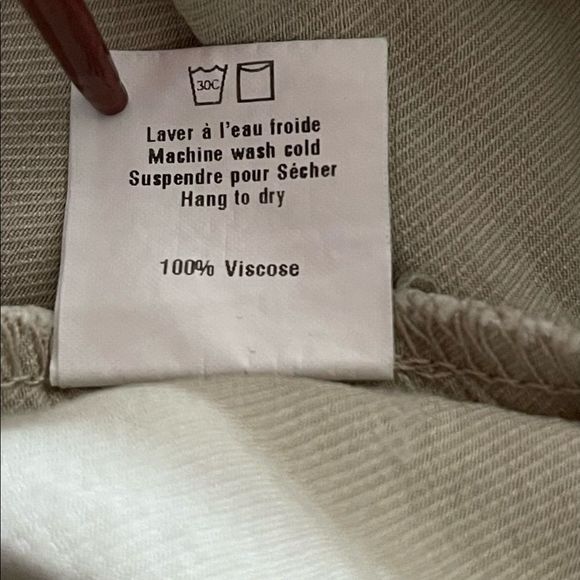 30C
Laver à l'eau froide
Machine wash cold
Suspendre pour Sécher
Hang to dry
100% Viscose